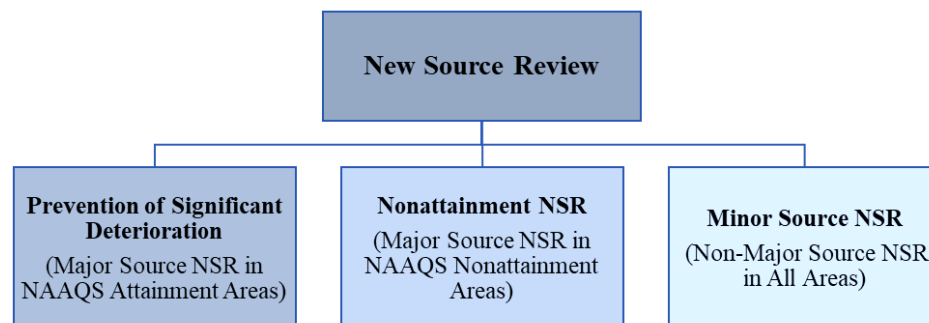 New Source Review
Prevention of Significant
Deterioration
(Major Source NSR in
NAAQS Attainment Areas)
Nonattainment NSR
(Major Source NSR in
NAAQS Nonattainment
Areas)
Minor Source NSR
(Non-Major Source NSR
in All Areas)